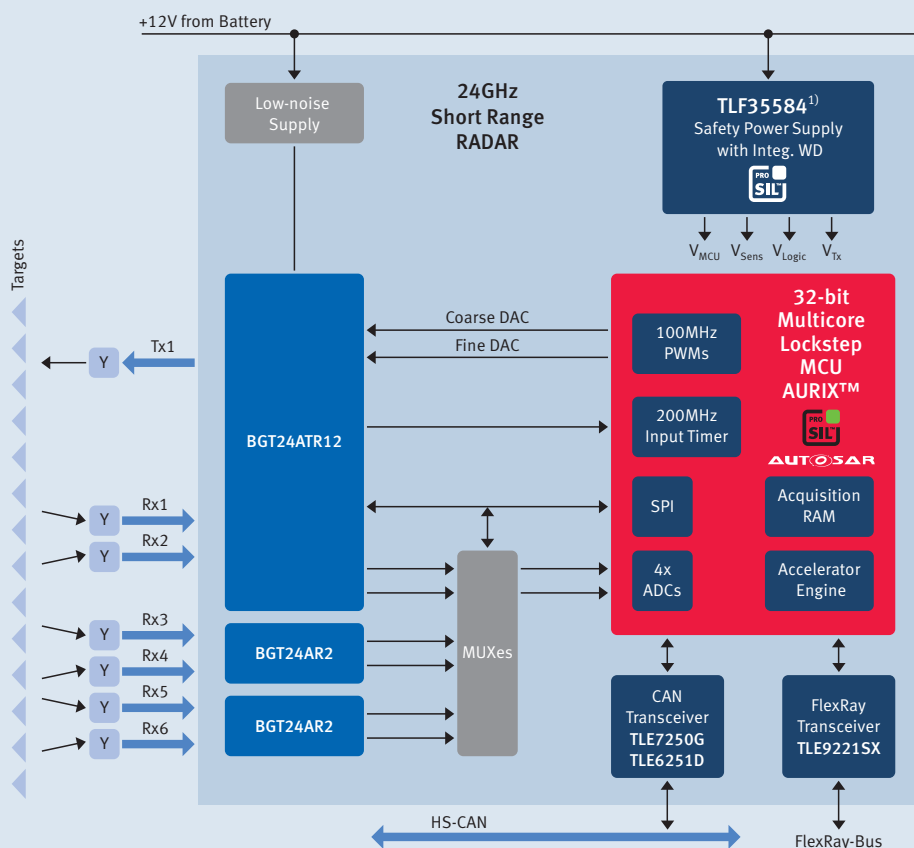 +12V from Battery
Low-noise
Supply
24GHz
Short Range
RADAR
TLF35584 1)
Safety Power Supply
with Integ. WD
PRO
SIL™
VMCU VSens VLogic VTx
Targets
32-bit
Multicore
Lockstep
MCU
AURIX™
PRO
SIL™
AUTOSAR
Coarse DAC
Fine DAC
100MHz
PWMs
Tx1
Y
BGT24ATR12
200MHz
Input Timer
Rx1
Y
Rx2
Y
SPI
Acquisition
RAM
4x
ADCs
Accelerator
Engine
Rx3
Y
Rx4
Y
BGT24AR2
MUXes
Rx5
Y
Rx6
Y
BGT24AR2
CAN
Transceiver
TLE7250G
TLE6251D
FlexRay
Transceiver
TLE9221SX
HS-CAN
FlexRay-Bus